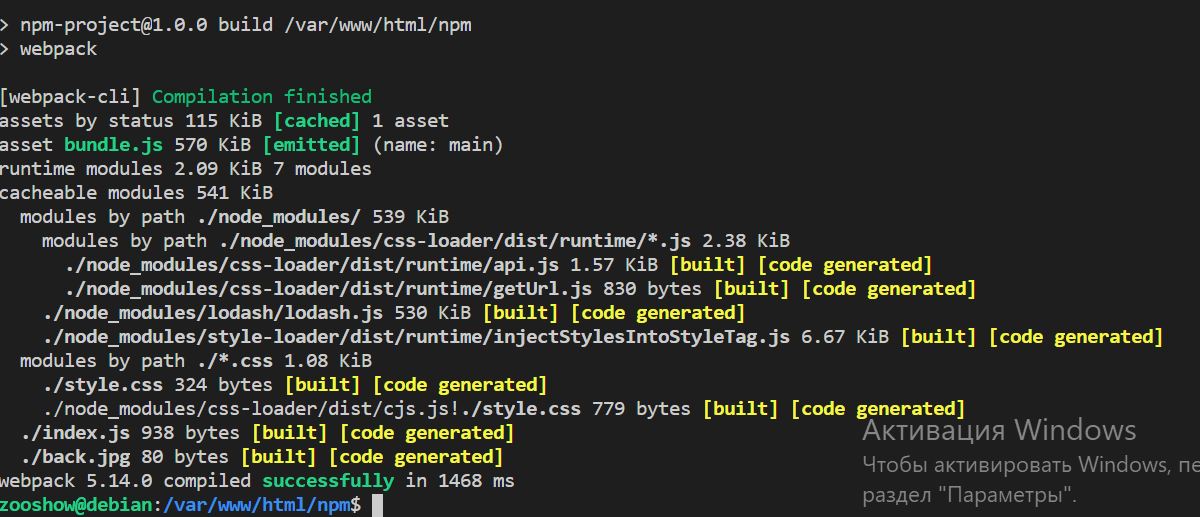 > npm-project@1.0.0 build /var/www/html/npm
> webpack
[webpack-cli] Compilation finished
assets by status 115 KiB [cached] 1 asset
asset bundle.js 570 KiB [emitted] (name: main)
runtime modules 2.09 KiB 7 modules
cacheable modules 541 KiB
modules by path ./node_modules/ 539 KiB
modules by path ./node_modules/css-loader/dist/runtime/*.js 2.38 KiB
./node_modules/css-loader/dist/runtime/api.js 1.57 KiB [built] [code generated]
./node_modules/css-loader/dist/runtime/getUrl.js 830 bytes [built] [code generated]
./node_modules/lodash/lodash.js 530 KiB [built] [code generated]
./node_modules/style-loader/dist/runtime/injectStylesIntoStyleTag.js 6.67 KiB [built] [code generated]
modules by path ./*.css 1.08 KiB
./style.css 324 bytes [built] [code generated]
./node_modules/css-loader/dist/cjs.js!./style.css 779 bytes [built] [code generated]
./index.js 938 bytes [built] [code generated]
./back.jpg 80 bytes [built] [code generated]
webpack 5.14.0 compiled successfully in 1468 ms
zooshow@debian:/var/www/html/npm$
Активация Windows
Чтобы активировать Windows, пе
раздел "Параметры".